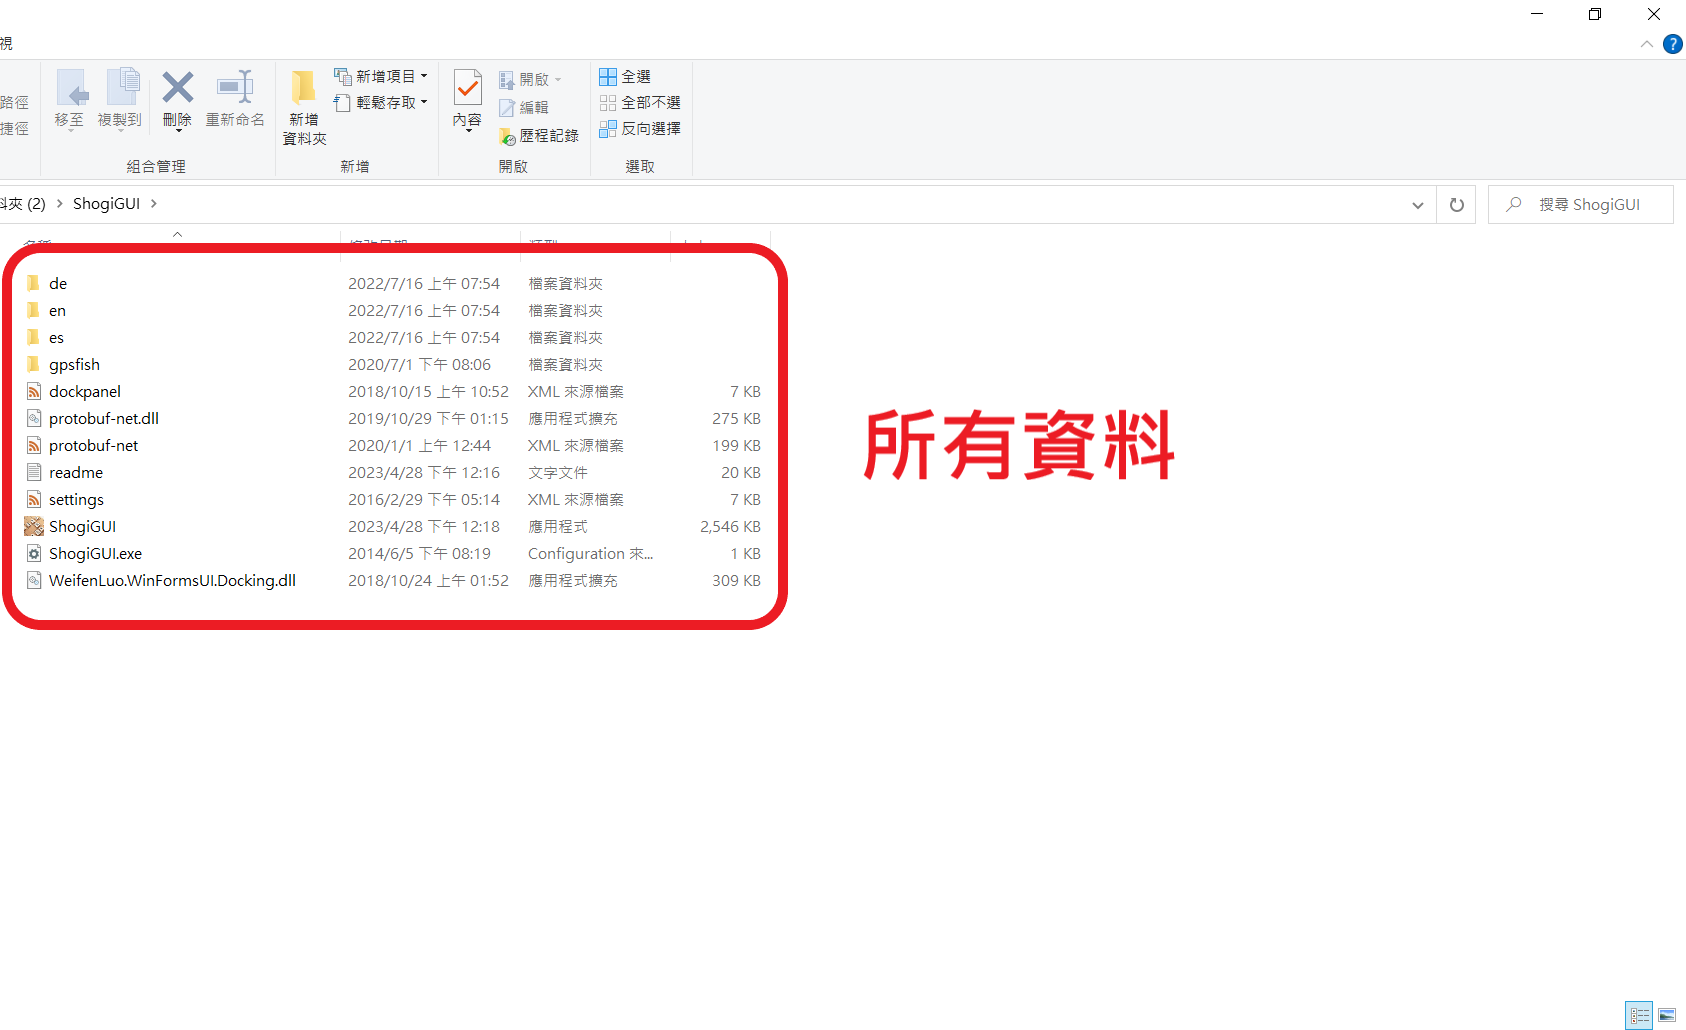 視
路徑
捷徑
移至
複製到
刪除
重新命名
組合管理
新增
資料夾
新增項目
輕鬆存取
新增
內容
開啟
編輯
歷程記錄
開啟
全選
全部不選
反向選擇
選取
料夾 (2) > ShogiGUI >
搜尋 ShogiGUI
de 2022/7/16 上午 07:54 檔案資料夾
en 2022/7/16 上午 07:54 檔案資料夾
es 2022/7/16 上午 07:54 檔案資料夾
gpsfish 2020/7/1 下午 08:06 檔案資料夾
dockpanel 2018/10/15 上午 10:52 XML 來源檔案 7 KB
protobuf-net.dll 2019/10/29 下午 01:15 應用程式擴充 275 KB
protobuf-net 2020/1/1 上午 12:44 XML 來源檔案 199 KB
readme 2023/4/28 下午 12:16 文字文件 20 KB
settings 2016/2/29 下午 05:14 XML 來源檔案 7 KB
ShogiGUI 2023/4/28 下午 12:18 應用程式 2,546 KB
ShogiGUI.exe 2014/6/5 下午 08:19 Configuration 來... 1 KB
WeifenLuo.WinFormsUI.Docking.dll 2018/10/24 上午 01:52 應用程式擴充 309 KB
所有資料